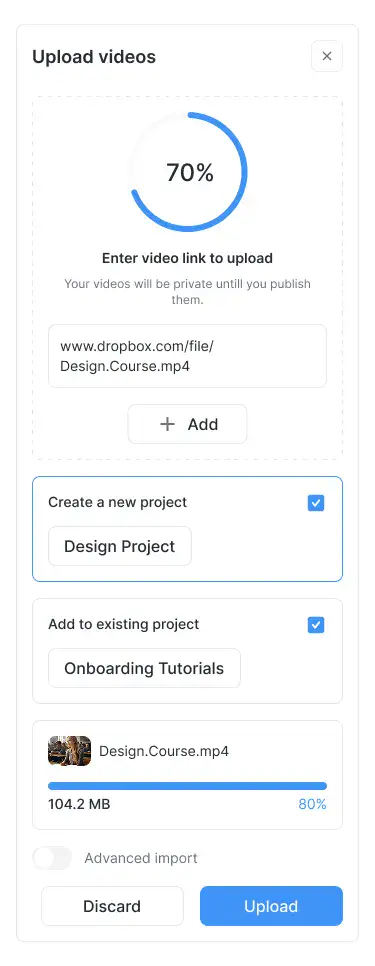 Upload videos
70%
Enter video link to upload
Your videos will be private untill you publish
them.
www.dropbox.com/file/
Design.Course.mp4
Add
Create a new project
Design Project
Add to existing project
Onboarding Tutorials
Design.Course.mp4
104.2 MB 80%
Advanced import
Discard Upload